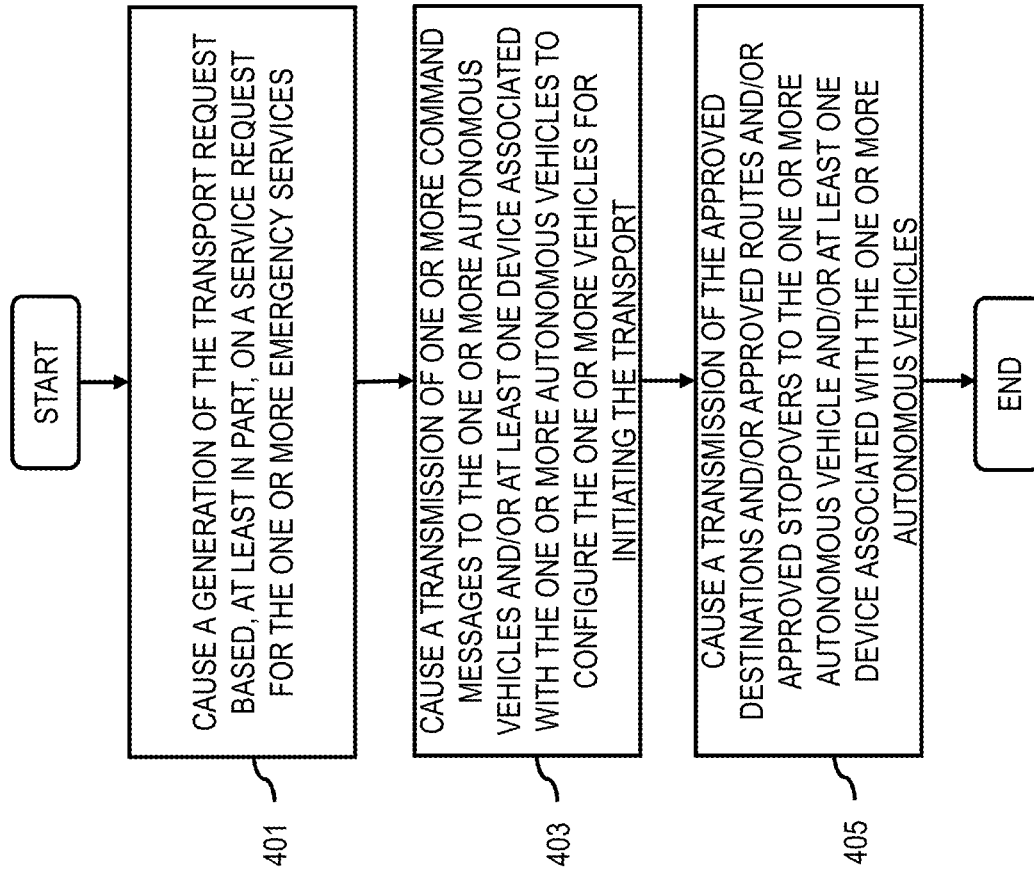 START
CAUSE A GENERATION OF THE TRANSPORT REQUEST
BASED, AT LEAST IN PART, ON A SERVICE REQUEST
FOR THE ONE OR MORE EMERGENCY SERVICES
401
CAUSE A TRANSMISSION OF ONE OR MORE COMMAND
MESSAGES TO THE ONE OR MORE AUTONOMOUS
VEHICLES AND/OR AT LEAST ONE DEVICE ASSOCIATED
WITH THE ONE OR MORE AUTONOMOUS VEHICLES TO
CONFIGURE THE ONE OR MORE VEHICLES FOR
INITIATING THE TRANSPORT
403
CAUSE A TRANSMISSION OF THE APPROVED
DESTINATIONS AND/OR APPROVED ROUTES AND/OR
APPROVED STOPOVERS TO THE ONE OR MORE
AUTONOMOUS VEHICLE AND/OR AT LEAST ONE
DEVICE ASSOCIATED WITH THE ONE OR MORE
AUTONOMOUS VEHICLES
405
END